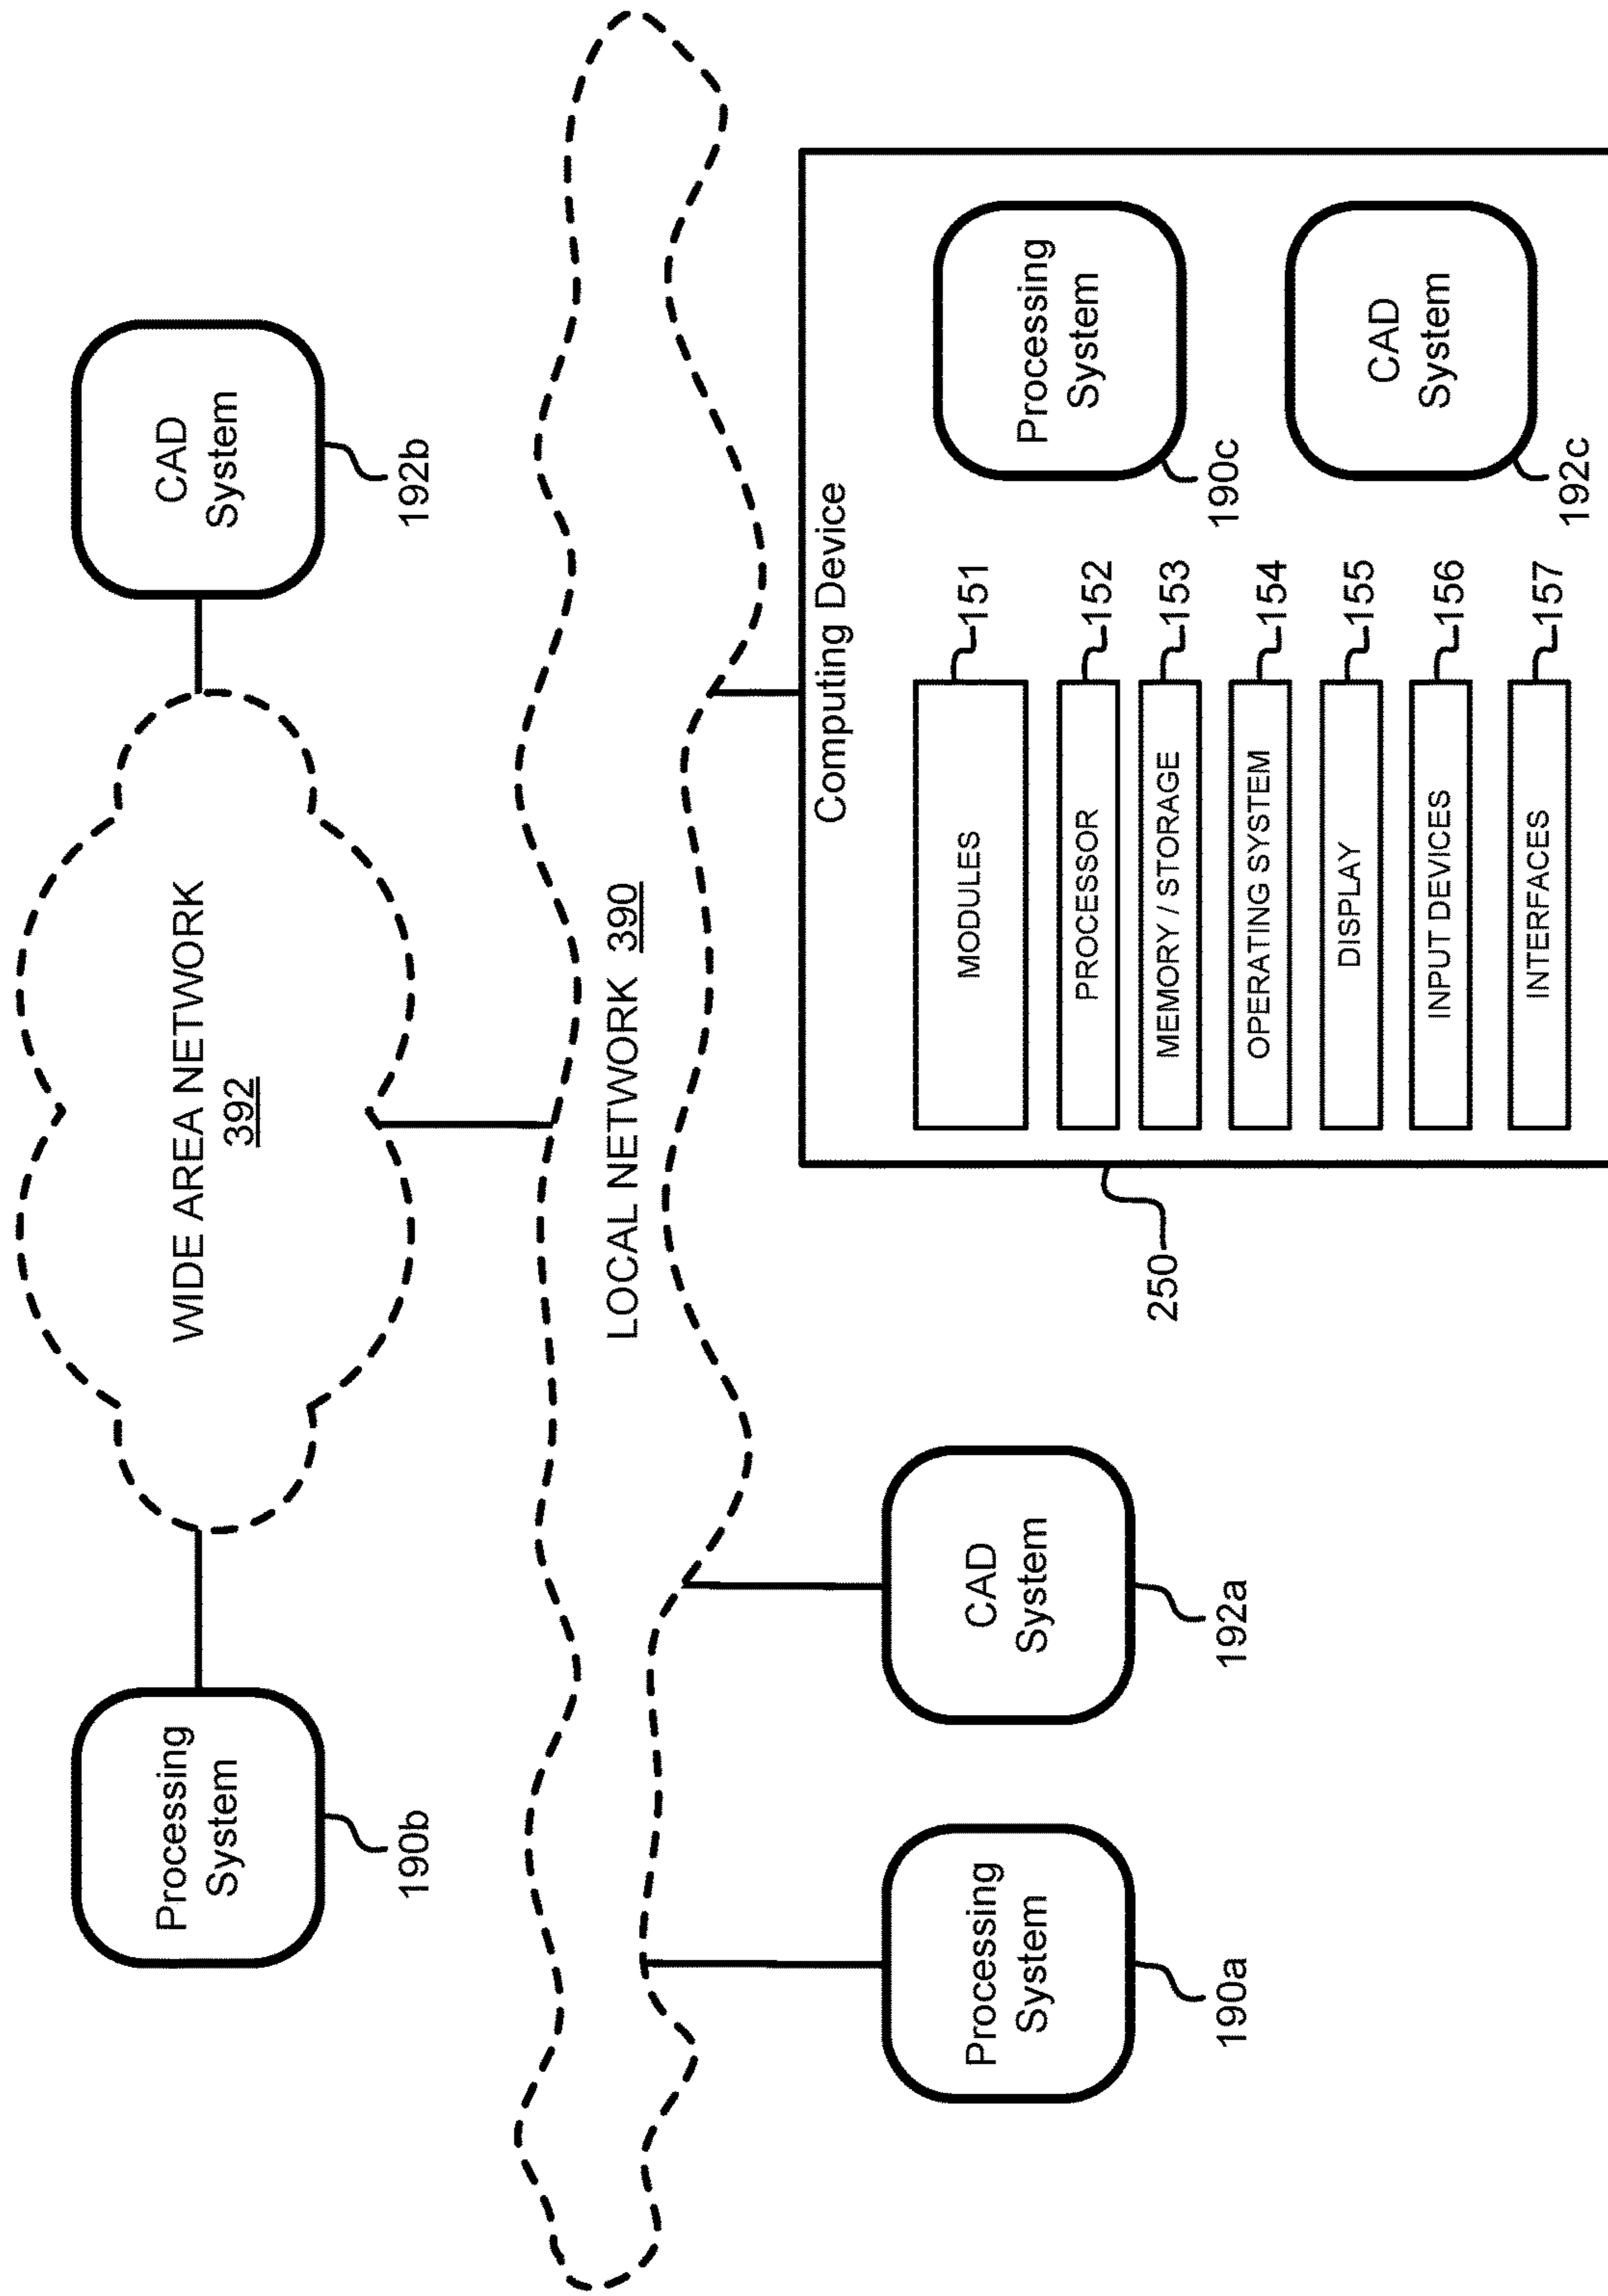 Processing
System
190b
WIDE AREA NETWORK
392
CAD
System
192b
LOCAL NETWORK 390
Processing
System
190a
CAD
System
192a
250
Computing Device
MODULES
151
PROCESSOR
152
MEMORY / STORAGE
153
OPERATING SYSTEM
154
DISPLAY
155
INPUT DEVICES
156
INTERFACES
157
Processing
System
190c
CAD
System
192c